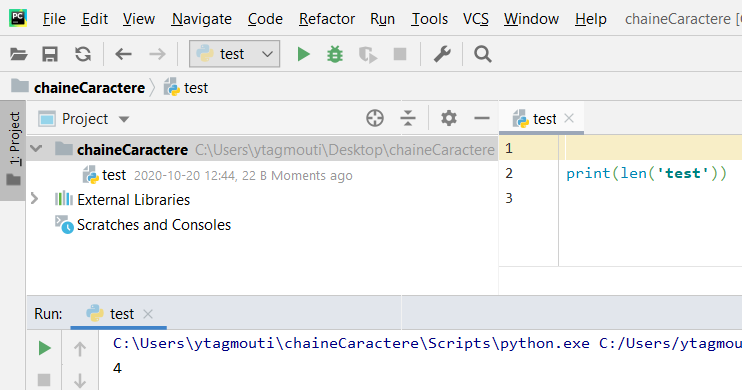 PC File Edit View Navigate Code Refactor Run Tools VCS Window Help chaineCaractere [
test
chaineCaractere test
1: Project
Project
test
chaineCaractere C:\Users\ytagmouti\Desktop\chaineCaractere
test 2020-10-20 12:44, 22 B Moments ago
External Libraries
Scratches and Consoles
1
2 print(len('test'))
3
Run: test
C:\Users\ytagmouti\chaineCaractere\Scripts\python.exe C:/Users/ytagmou
4